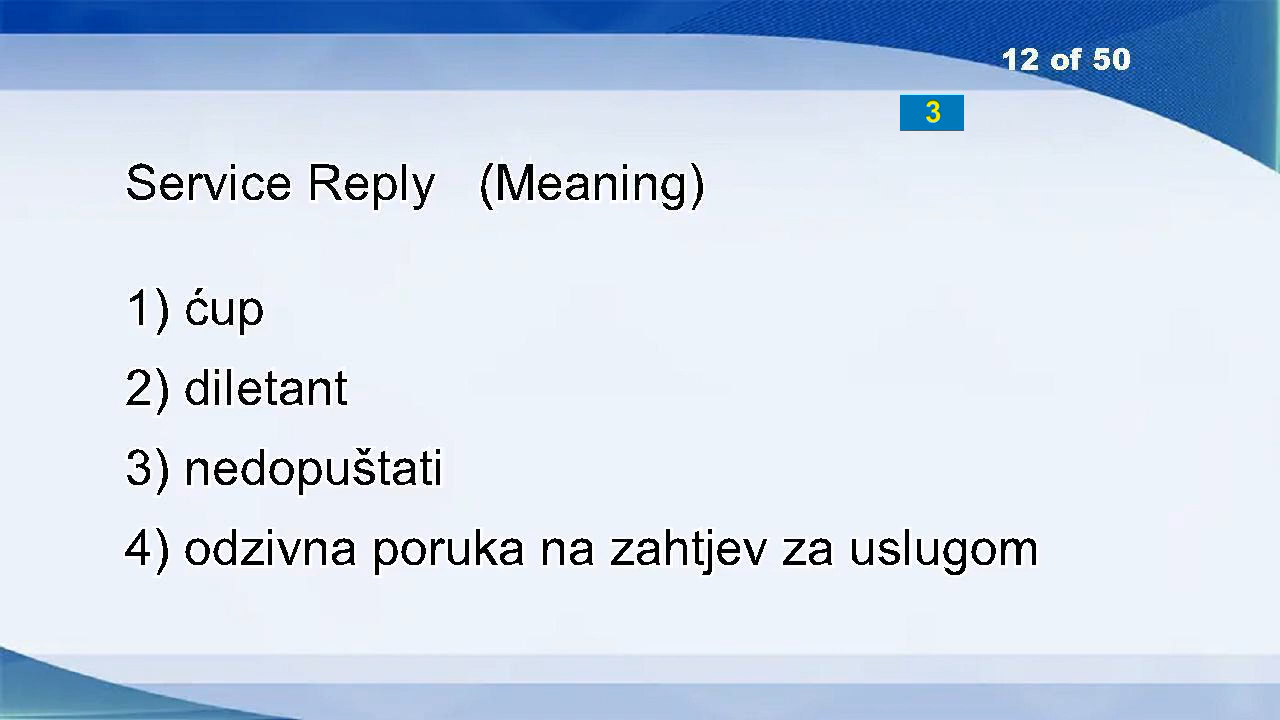 12 of 50
3
Service Reply (Meaning)
1) ćup
2) diletant
3) nedopuštati
4) odzivna poruka na zahtjev za uslugom